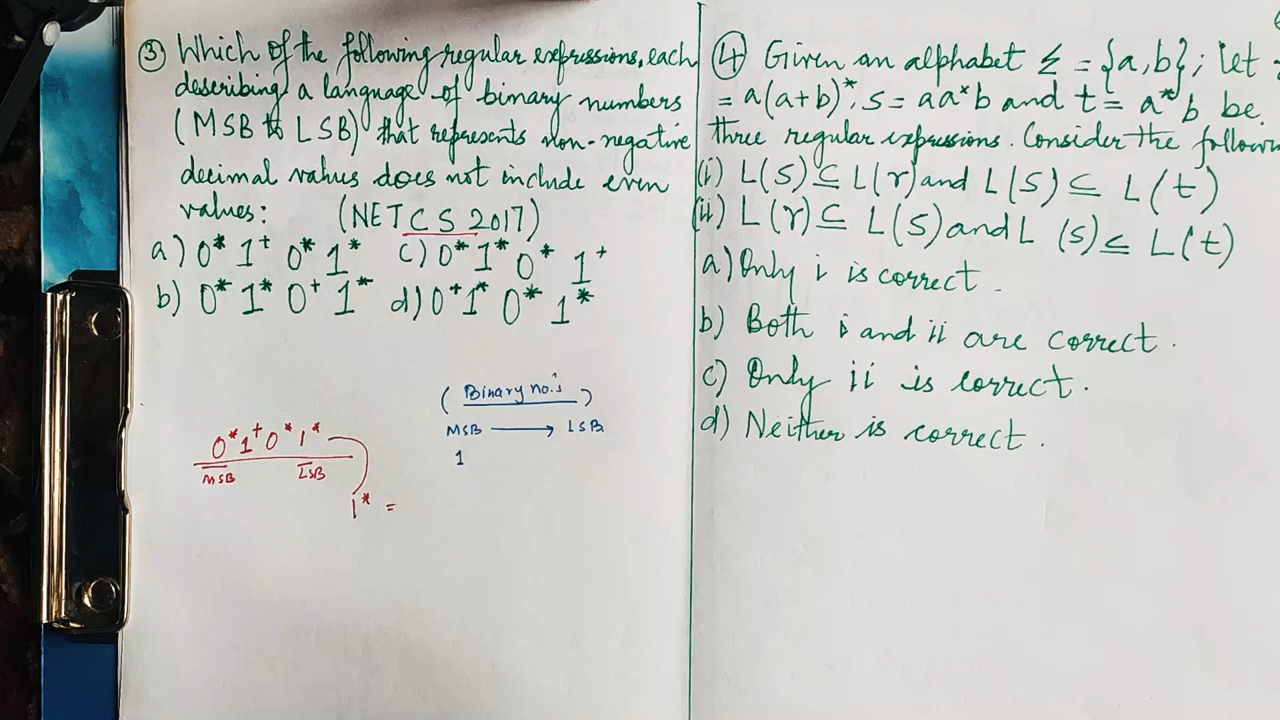 ③ Which of the following regular expressions, each
describing a language of binary numbers
(MSB to LSB) that represents non-negative
decimal values does not include even
values: (NET CS 2017)
a) 0* 1+ 0* 1* c) 0* 1* 0* 1+
b) 0* 1* 0+ 1* d) 0+ 1* 0* 1*
(Binary no.'s)
MSB → LSB
1
0* 1+ 0* 1*
MSB LSB
1* =
④ Given an alphabet Σ = {a,b}; let
= a(a+b)*, s = aa*b and t = a*b be
three regular expressions. Consider the
(i) L(S) ⊆ L(r) and L(S) ⊆ L(t)
(ii) L(r) ⊆ L(S) and L(s) ⊆ L(t)
a) Only i is correct.
b) Both i and ii are correct.
c) Only ii is correct.
d) Neither is correct.